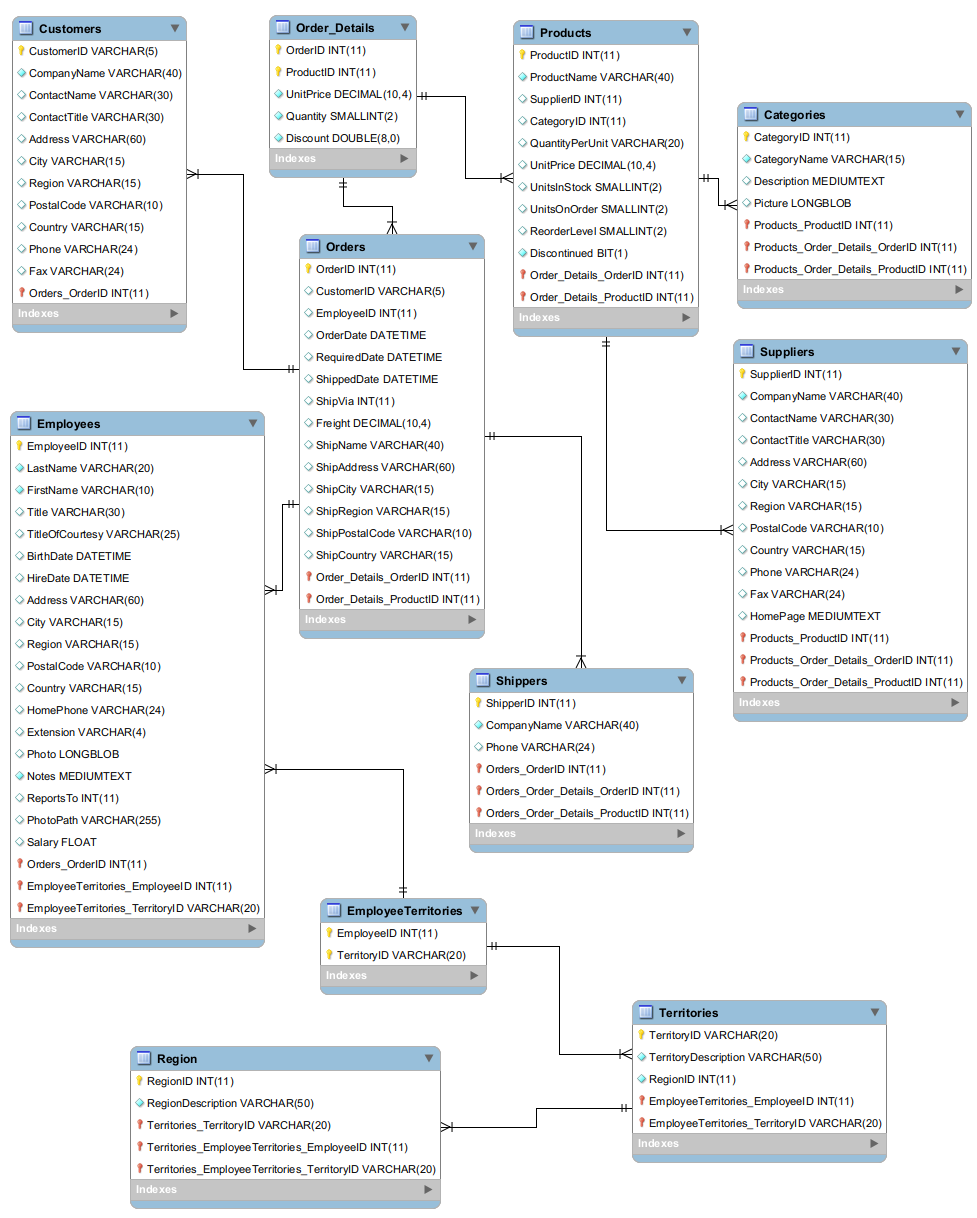 Customers
CustomerID VARCHAR(5)
CompanyName VARCHAR(40)
ContactName VARCHAR(30)
ContactTitle VARCHAR(30)
Address VARCHAR(60)
City VARCHAR(15)
Region VARCHAR(15)
PostalCode VARCHAR(10)
Country VARCHAR(15)
Phone VARCHAR(24)
Fax VARCHAR(24)
Orders_OrderID INT(11)
Indexes
Order_Details
OrderID INT(11)
ProductID INT(11)
UnitPrice DECIMAL(10,4)
Quantity SMALLINT(2)
Discount DOUBLE(8,0)
Indexes
Products
ProductID INT(11)
ProductName VARCHAR(40)
SupplierID INT(11)
CategoryID INT(11)
QuantityPerUnit VARCHAR(20)
UnitPrice DECIMAL(10,4)
UnitsInStock SMALLINT(2)
UnitsOnOrder SMALLINT(2)
ReorderLevel SMALLINT(2)
Discontinued BIT(1)
Order_Details_OrderID INT(11)
Order_Details_ProductID INT(11)
Indexes
Categories
CategoryID INT(11)
CategoryName VARCHAR(15)
Description MEDIUMTEXT
Picture LONGBLOB
Products_ProductID INT(11)
Products_Order_Details_OrderID INT(11)
Products_Order_Details_ProductID INT(11)
Indexes
Orders
OrderID INT(11)
CustomerID VARCHAR(5)
EmployeeID INT(11)
OrderDate DATETIME
RequiredDate DATETIME
ShippedDate DATETIME
ShipVia INT(11)
Freight DECIMAL(10,4)
ShipName VARCHAR(40)
ShipAddress VARCHAR(60)
ShipCity VARCHAR(15)
ShipRegion VARCHAR(15)
ShipPostalCode VARCHAR(10)
ShipCountry VARCHAR(15)
Order_Details_OrderID INT(11)
Order_Details_ProductID INT(11)
Indexes
Suppliers
SupplierID INT(11)
CompanyName VARCHAR(40)
ContactName VARCHAR(30)
ContactTitle VARCHAR(30)
Address VARCHAR(60)
City VARCHAR(15)
Region VARCHAR(15)
PostalCode VARCHAR(10)
Country VARCHAR(15)
Phone VARCHAR(24)
Fax VARCHAR(24)
HomePage MEDIUMTEXT
Products_ProductID INT(11)
Products_Order_Details_OrderID INT(11)
Products_Order_Details_ProductID INT(11)
Indexes
Employees
EmployeeID INT(11)
LastName VARCHAR(20)
FirstName VARCHAR(10)
Title VARCHAR(30)
TitleOfCourtesy VARCHAR(25)
BirthDate DATETIME
HireDate DATETIME
Address VARCHAR(60)
City VARCHAR(15)
Region VARCHAR(15)
PostalCode VARCHAR(10)
Country VARCHAR(15)
HomePhone VARCHAR(24)
Extension VARCHAR(4)
Photo LONGBLOB
Notes MEDIUMTEXT
ReportsTo INT(11)
PhotoPath VARCHAR(255)
Salary FLOAT
Orders_OrderID INT(11)
EmployeeTerritories_EmployeeID INT(11)
EmployeeTerritories_TerritoryID VARCHAR(20)
Indexes
Shippers
ShipperID INT(11)
CompanyName VARCHAR(40)
Phone VARCHAR(24)
Orders_OrderID INT(11)
Orders_Order_Details_OrderID INT(11)
Orders_Order_Details_ProductID INT(11)
Indexes
EmployeeTerritories
EmployeeID INT(11)
TerritoryID VARCHAR(20)
Indexes
Territories
TerritoryID VARCHAR(20)
TerritoryDescription VARCHAR(50)
RegionID INT(11)
EmployeeTerritories_EmployeeID INT(11)
EmployeeTerritories_TerritoryID VARCHAR(20)
Indexes
Region
RegionID INT(11)
RegionDescription VARCHAR(50)
Territories_TerritoryID VARCHAR(20)
Territories_EmployeeTerritories_EmployeeID INT(11)
Territories_EmployeeTerritories_TerritoryID VARCHAR(20)
Indexes